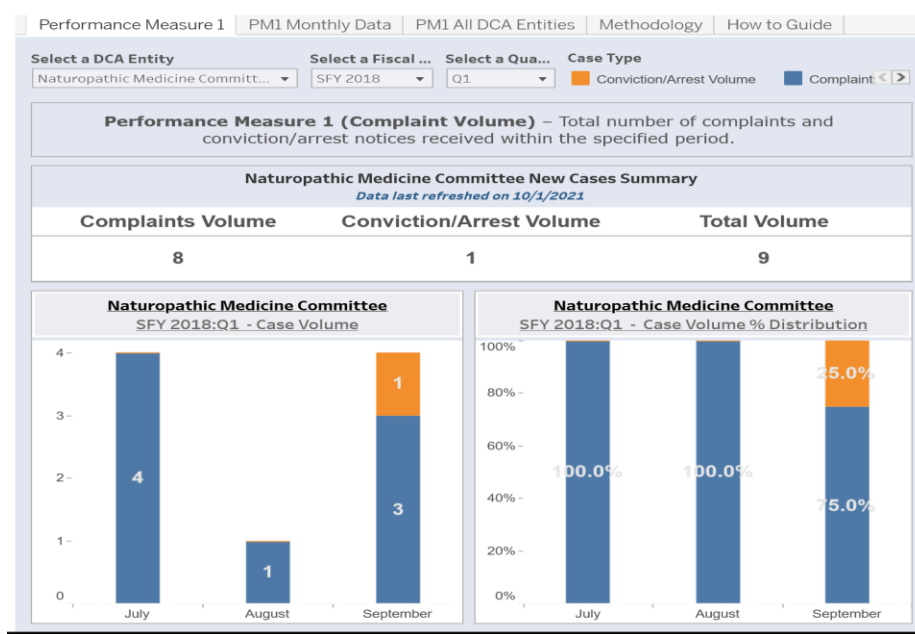 Performance Measure 1 PM1 Monthly Data PM1 All DCA Entities Methodology How to Guide
Select a DCA Entity Select a Fiscal ... Select a Qua... Case Type
Naturopathic Medicine Committ... SFY 2018 Q1 Conviction/Arrest Volume Complaint
Performance Measure 1 (Complaint Volume) – Total number of complaints and
conviction/arrest notices received within the specified period.
Naturopathic Medicine Committee New Cases Summary
Data last refreshed on 10/1/2021
Complaints Volume Conviction/Arrest Volume Total Volume
8 1 9
Naturopathic Medicine Committee
SFY 2018:Q1 - Case Volume
4
3
2
1
0
4
1
1
3
July August September
Naturopathic Medicine Committee
SFY 2018:Q1 - Case Volume % Distribution
100%
80%
60%
40%
20%
0%
100.0% 100.0%
25.0%
75.0%
July August September